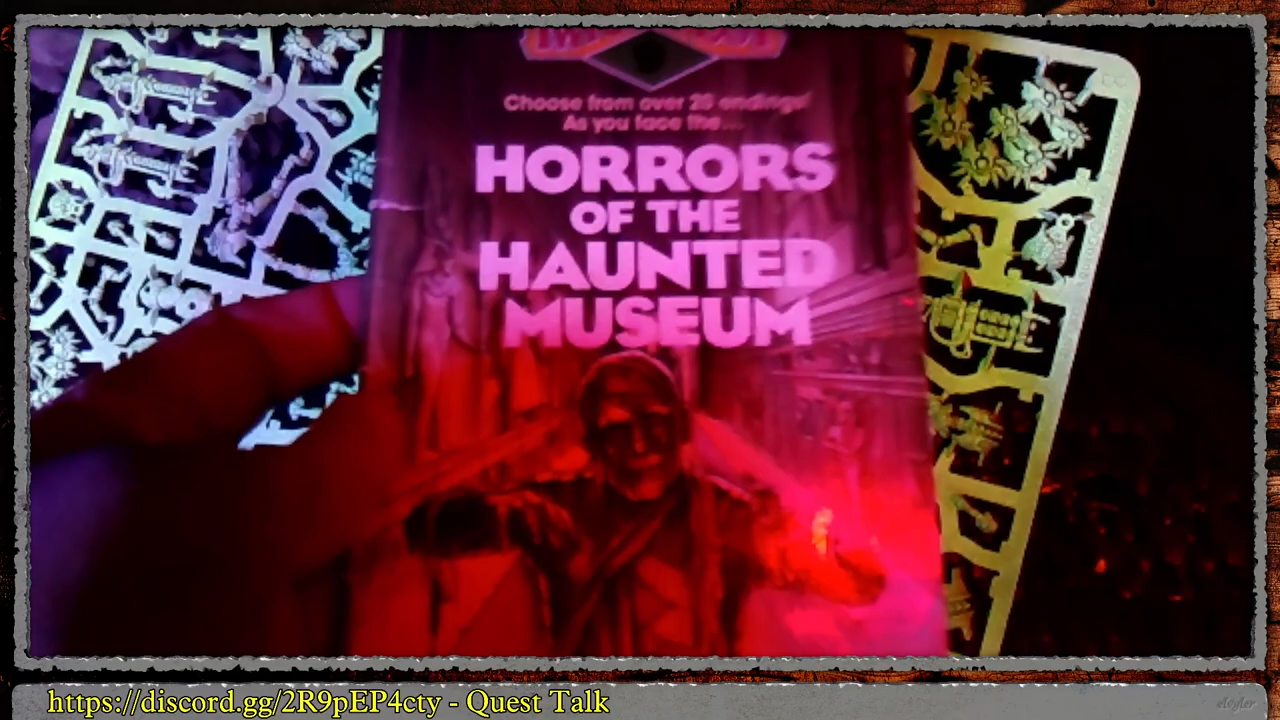 Choose from over 25 endings!
As you face the...
HORRORS
OF THE
HAUNTED
MUSEUM
https://discord.gg/2R9pEP4cty - Quest Talk